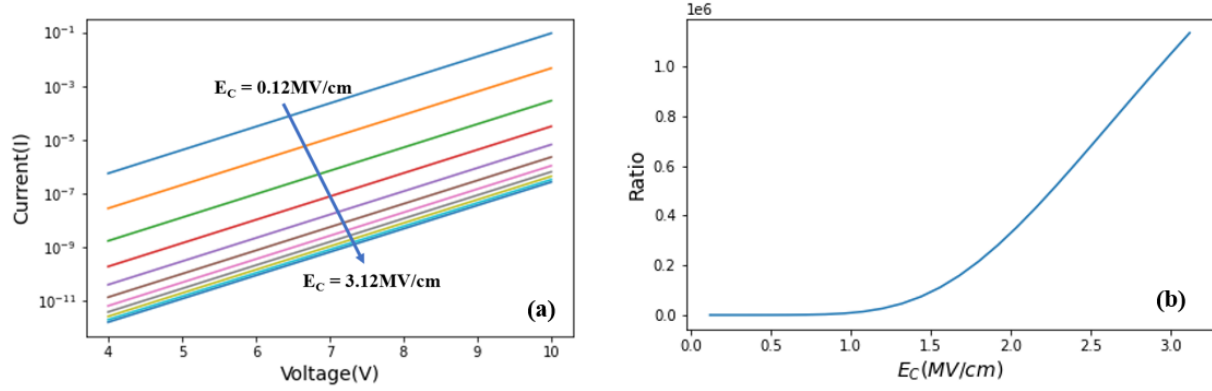 10⁻¹
10⁻³
10⁻⁵
10⁻⁷
10⁻⁹
10⁻¹¹
Current(I)
E_C = 0.12MV/cm
E_C = 3.12MV/cm
(a)
4 5 6 7 8 9 10
Voltage(V)
1e6
1.0
0.8
0.6
0.4
0.2
0.0
Ratio
(b)
0.0 0.5 1.0 1.5 2.0 2.5 3.0
E_C(MV/cm)